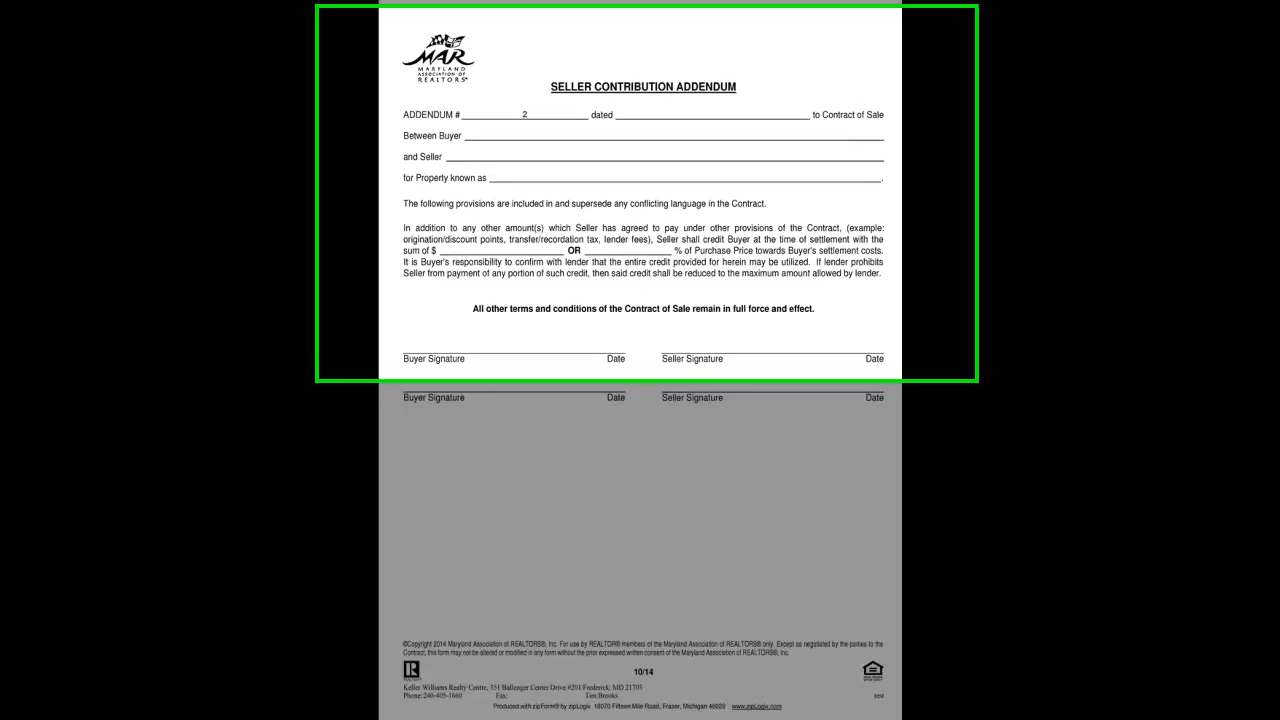 MAR
MARYLAND
ASSOCIATION OF
REALTORS®
SELLER CONTRIBUTION ADDENDUM
ADDENDUM # 2 dated to Contract of Sale
Between Buyer
and Seller
for Property known as .
The following provisions are included in and supersede any conflicting language in the Contract.
In addition to any other amount(s) which Seller has agreed to pay under other provisions of the Contract, (example:
origination/discount points, transfer/recordation tax, lender fees), Seller shall credit Buyer at the time of settlement with the
sum of $ OR % of Purchase Price towards Buyer's settlement costs.
It is Buyer's responsibility to confirm with lender that the entire credit provided for herein may be utilized. If lender prohibits
Seller from payment of any portion of such credit, then said credit shall be reduced to the maximum amount allowed by lender.
All other terms and conditions of the Contract of Sale remain in full force and effect.
Buyer Signature Date Seller Signature Date
Buyer Signature Date Seller Signature Date
©Copyright 2014 Maryland Association of REALTORS®, Inc. For use by REALTOR® members of the Maryland Association of REALTORS® only. Except as negotiated by the parties to the
Contract, this form may not be altered or modified in any form without the prior expressed written consent of the Maryland Association of REALTORS®, Inc.
10/14
Keller Williams Realty Centre, 351 Ballenger Center Drive #201 Frederick, MD 21703
Phone: 240-405-1660 Fax: Tim Brooks test
Produced with zipForm® by zipLogix 18070 Fifteen Mile Road, Fraser, Michigan 48026 www.zipLogix.com